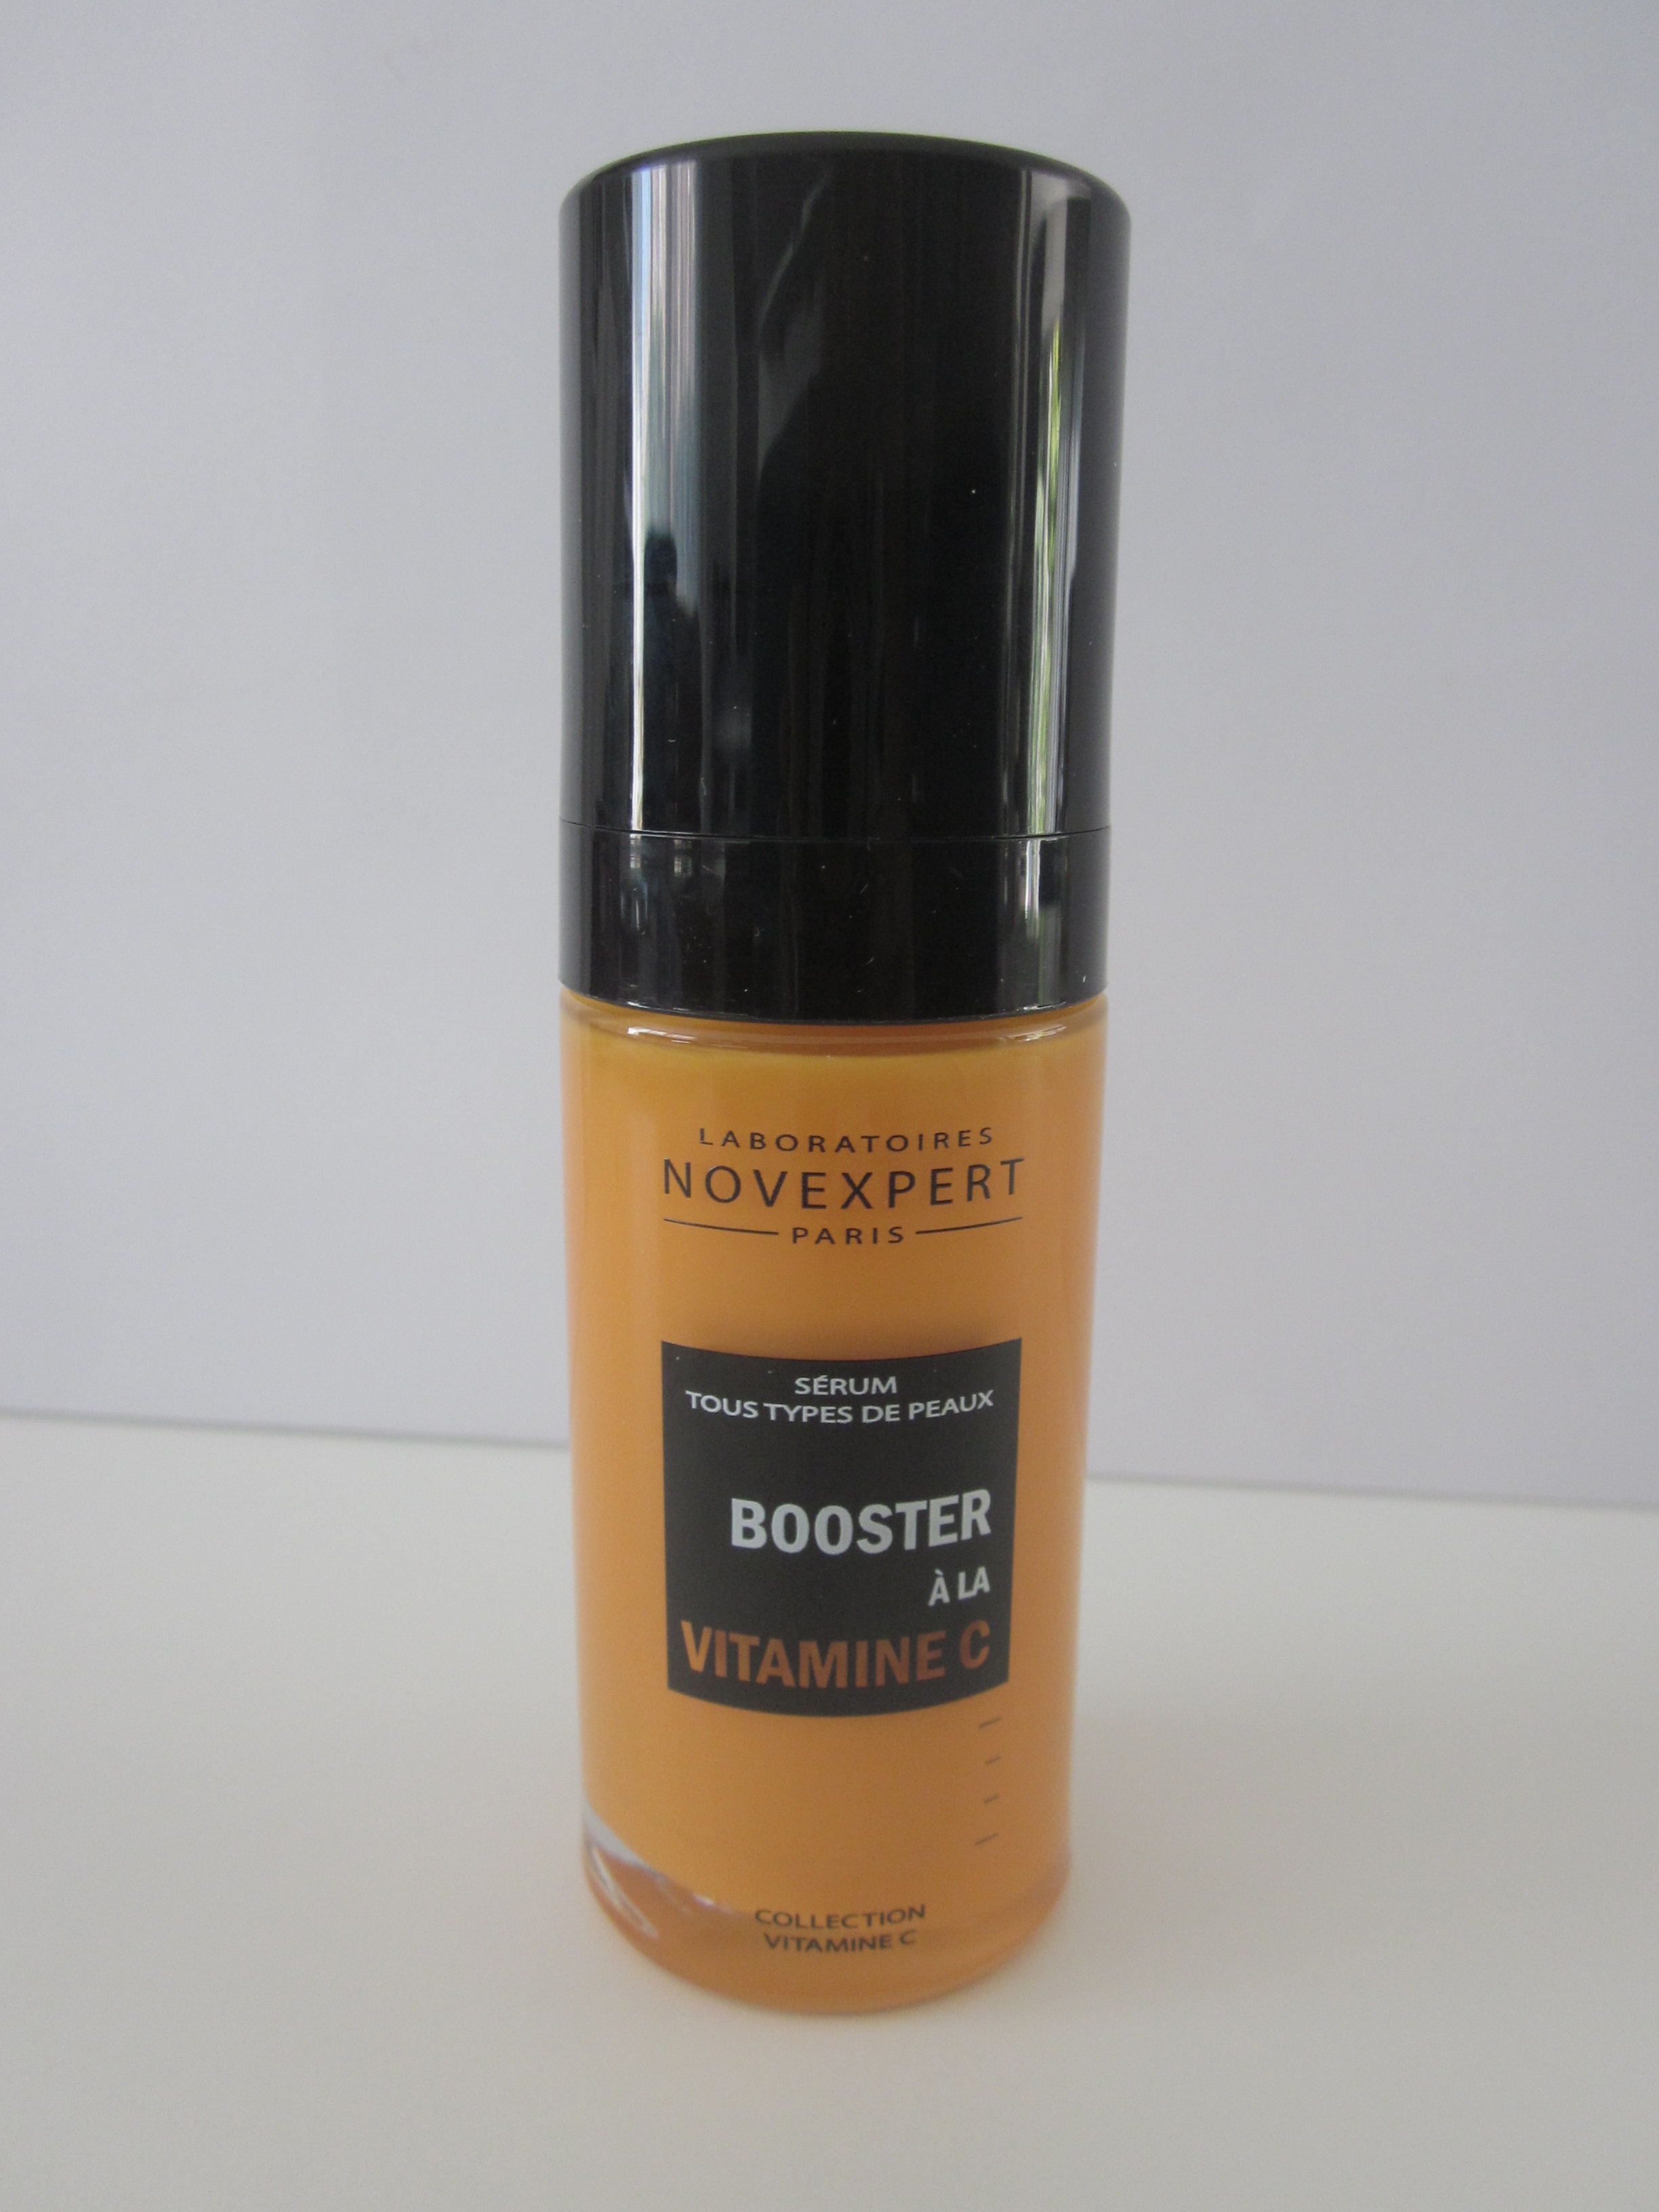 LABORATOIRES
NOVEXPERT
PARIS
SÉRUM
TOUS TYPES DE PEAUX
BOOSTER
À LA
VITAMINE C
COLLECTION
VITAMINE C